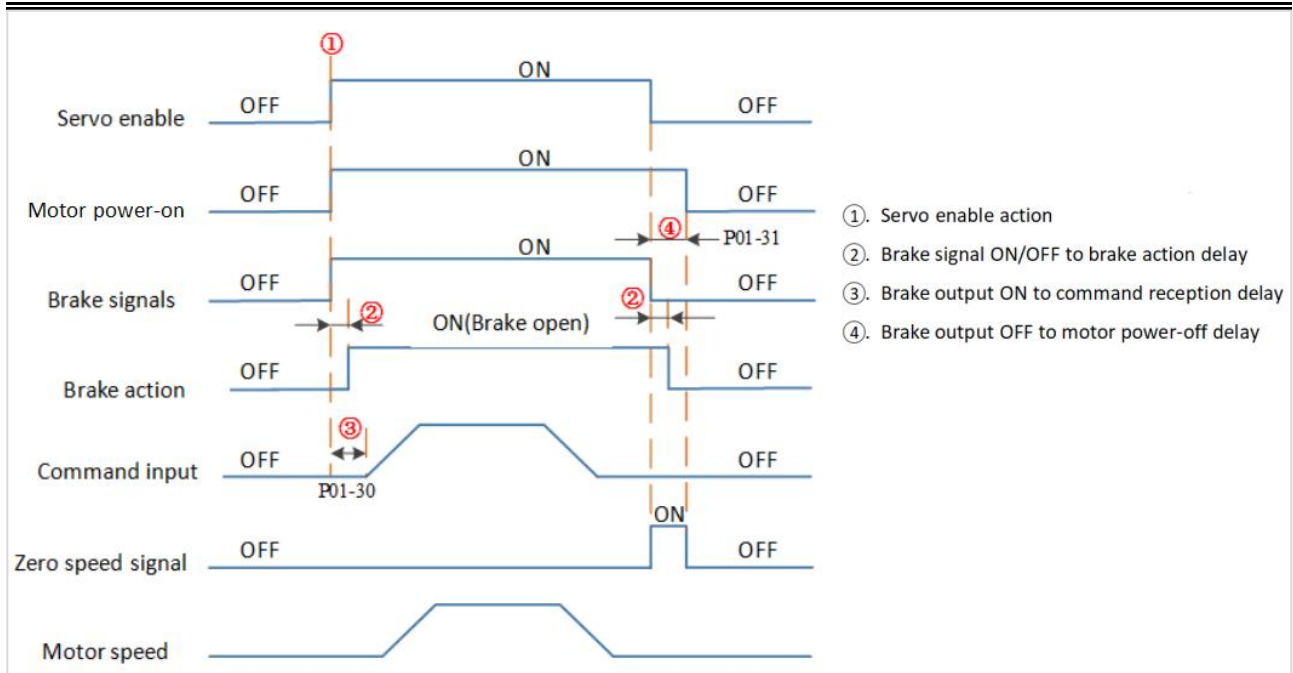 ①
ON
Servo enable OFF OFF
ON
Motor power-on OFF OFF
④ P01-31
ON
Brake signals OFF OFF
② ②
ON(Brake open)
Brake action OFF OFF
③
Command input OFF OFF
P01-30
ON
Zero speed signal OFF OFF
Motor speed
①. Servo enable action
②. Brake signal ON/OFF to brake action delay
③. Brake output ON to command reception delay
④. Brake output OFF to motor power-off delay